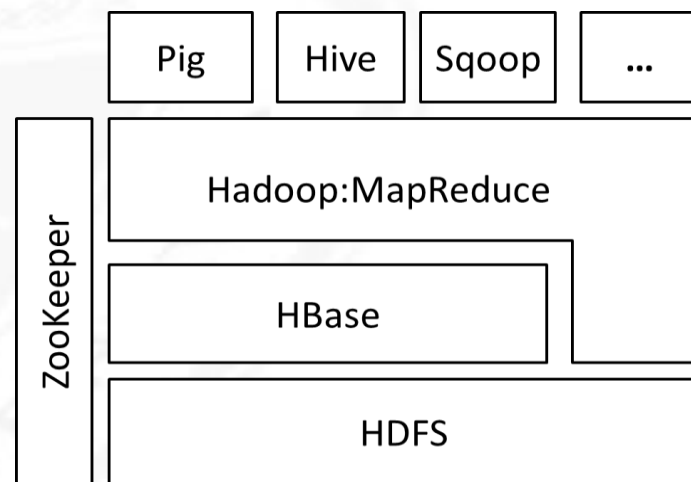 Pig
Hive
Sqoop
...
ZooKeeper
Hadoop:MapReduce
HBase
HDFS